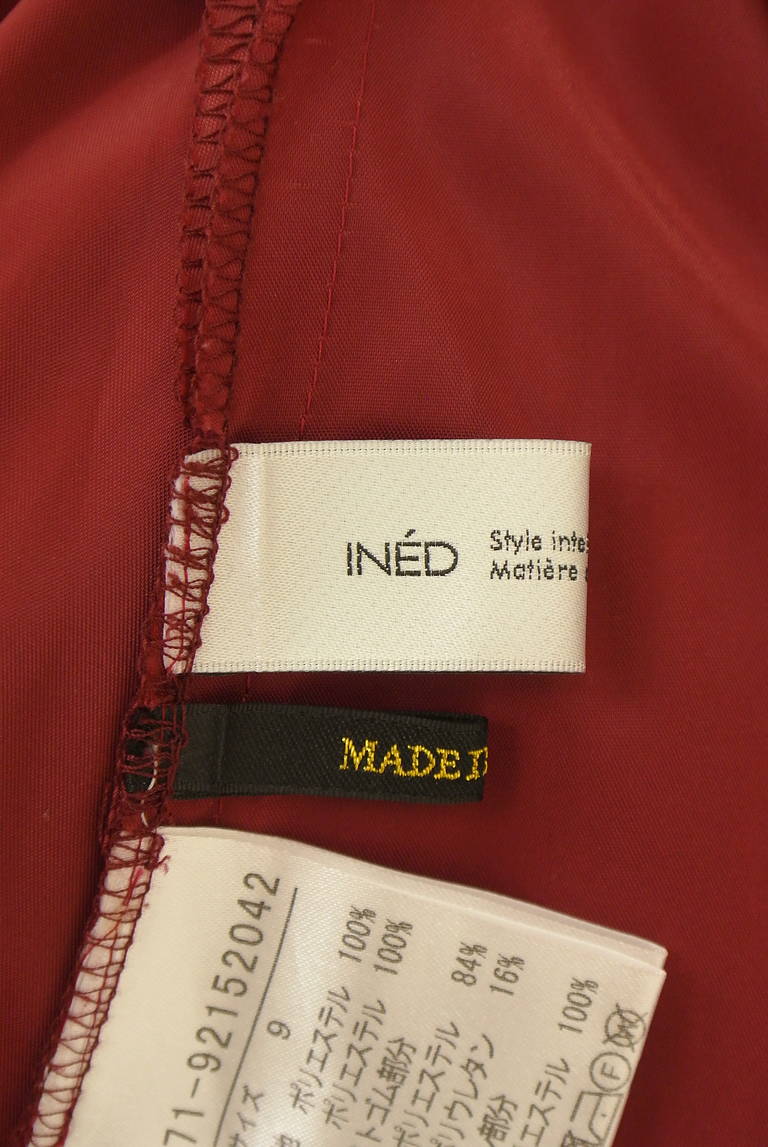 INÉD
Style inte
Matière
MADE I
71-92152042
サイズ 9
ポリエステル 100%
ポリエステル 100%
トゴム部分
ポリエステル 84%
ポリウレタン 16%
部分
エステル 100%
F